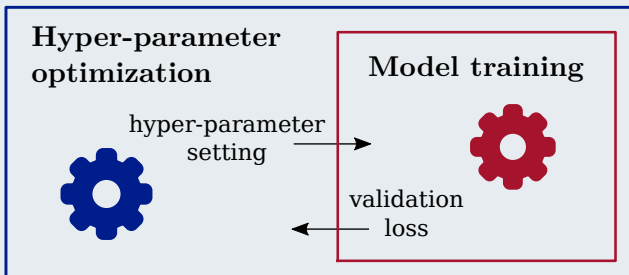 Hyper-parameter
optimization
Model training
hyper-parameter
setting
validation
loss